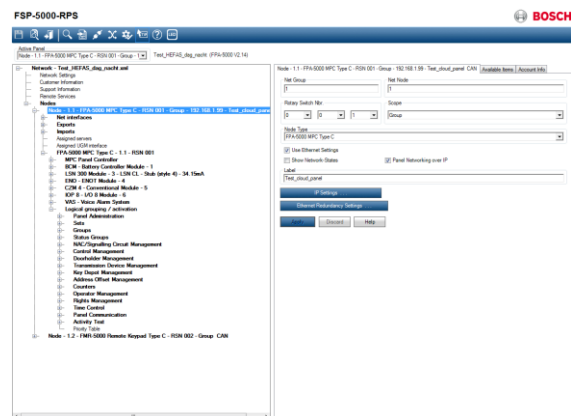 FSP-5000-RPS
BOSCH
Active Panel
Node - 1.1 - FPA-5000 MPC Type C - RSN 001 - Group - 1
Test_HEFAS_dag_nacht (FPA-5000 V2.14)
Network - Test_HEFAS_dag_nacht.xml
Network Settings
Customer Information
Support Information
Remote Services
Nodes
Node - 1.1 - FPA-5000 MPC Type C - RSN 001 - Group - 192.168.1.99 - Test_cloud_pane
Net interfaces
Exports
Imports
Assigned servers
Assigned UGM interface
FPA-5000 MPC Type C - 1.1 - RSN 001
MPC Panel Controller
BCM - Battery Controller Module - 1
LSN 300 Module - 3 - LSN CL - Stub (style 4) - 34.15mA
ENO - ENOT Module - 4
CZM 4 - Conventional Module - 5
IOP 8 - I/O 8 Module - 6
VAS - Voice Alarm System
Logical grouping / activation
Panel Administration
Sets
Groups
Status Groups
NAC/Signalling Circuit Management
Control Management
Doorholder Management
Transmission Device Management
Key Depot Management
Address Offset Management
Counters
Operator Management
Rights Management
Time Control
Panel Communication
Activity Text
Priority Table
Node - 1.2 - FMR-5000 Remote Keypad Type C - RSN 002 - Group CAN
Node - 1.1 - FPA-5000 MPC Type C - RSN 001 - Group - 192.168.1.99 - Test_cloud_panel CAN
Available Items
Account Info
Net Group
Net Node
1
1
Rotary Switch Nbr.
Scope
0
0
1
Group
Node Type
FPA-5000 MPC Type C
Use Ethernet Settings
Show Network States
Panel Networking over IP
Label
Test_cloud_panel
IP Settings
Ethernet Redundancy Settings
Apply
Discard
Help